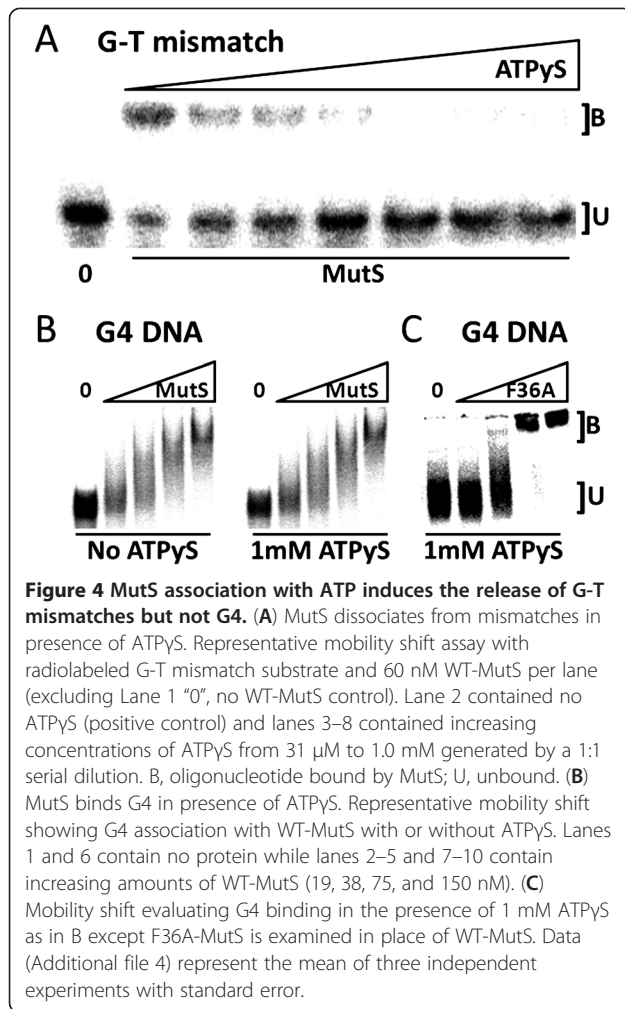 A G-T mismatch
ATPγS
]B
]U
0 MutS
B G4 DNA C G4 DNA
0 MutS 0 MutS 0 F36A
]B
]U
No ATPγS 1mM ATPγS 1mM ATPγS
Figure 4 MutS association with ATP induces the release of G-T
mismatches but not G4. (A) MutS dissociates from mismatches in
presence of ATPγS. Representative mobility shift assay with
radiolabeled G-T mismatch substrate and 60 nM WT-MutS per lane
(excluding Lane 1 “0”, no WT-MutS control). Lane 2 contained no
ATPγS (positive control) and lanes 3–8 contained increasing
concentrations of ATPγS from 31 μM to 1.0 mM generated by a 1:1
serial dilution. B, oligonucleotide bound by MutS; U, unbound. (B)
MutS binds G4 in presence of ATPγS. Representative mobility shift
showing G4 association with WT-MutS with or without ATPγS. Lanes
1 and 6 contain no protein while lanes 2–5 and 7–10 contain
increasing amounts of WT-MutS (19, 38, 75, and 150 nM). (C)
Mobility shift evaluating G4 binding in the presence of 1 mM ATPγS
as in B except F36A-MutS is examined in place of WT-MutS. Data
(Additional file 4) represent the mean of three independent
experiments with standard error.